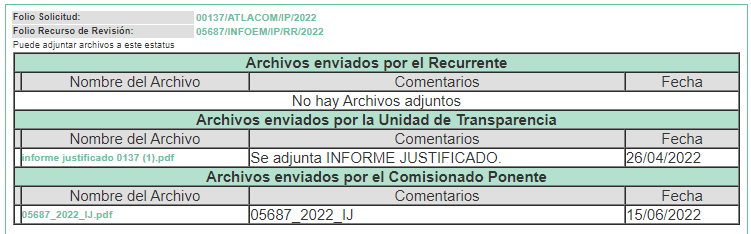 Folio Solicitud: 00137/ATLACOM/IP/2022
Folio Recurso de Revisión: 05687/INFOEM/IP/RR/2022
Puede adjuntar archivos a este estatus
Archivos enviados por el Recurrente
Nombre del Archivo Comentarios Fecha
No hay Archivos adjuntos
Archivos enviados por la Unidad de Transparencia
Nombre del Archivo Comentarios Fecha
informe justificado 0137 (1).pdf Se adjunta INFORME JUSTIFICADO. 26/04/2022
Archivos enviados por el Comisionado Ponente
Nombre del Archivo Comentarios Fecha
05687_2022_IJ.pdf 05687_2022_IJ 15/06/2022